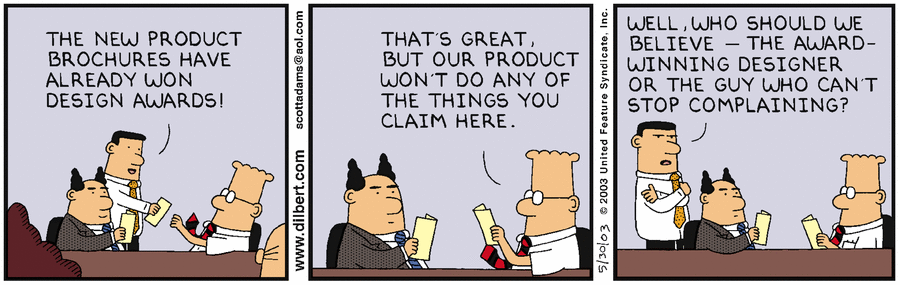 THE NEW PRODUCT
BROCHURES HAVE
ALREADY WON
DESIGN AWARDS!
www.dilbert.com
scottadams@aol.com
THAT'S GREAT,
BUT OUR PRODUCT
WON'T DO ANY OF
THE THINGS YOU
CLAIM HERE.
5/30/03 © 2003 United Feature Syndicate, Inc.
WELL, WHO SHOULD WE
BELIEVE — THE AWARD-
WINNING DESIGNER
OR THE GUY WHO CAN'T
STOP COMPLAINING?